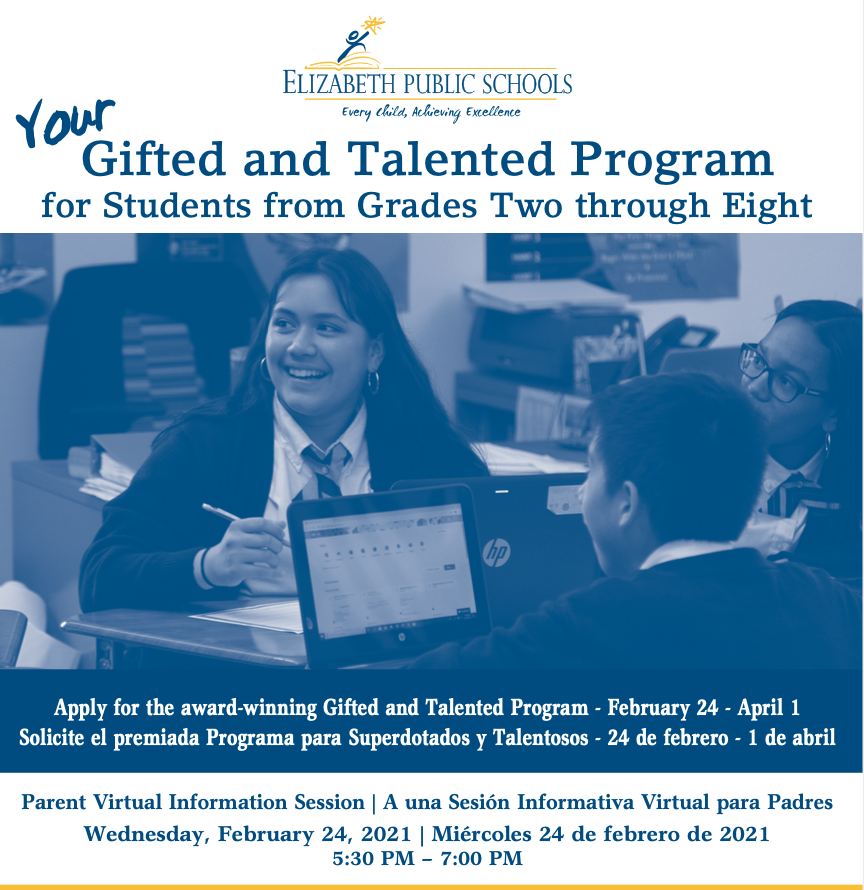 ELIZABETH PUBLIC SCHOOLS
Every Child, Achieving Excellence
Your
Gifted and Talented Program
for Students from Grades Two through Eight
hp
Apply for the award-winning Gifted and Talented Program - February 24 - April 1
Solicite el premiada Programa para Superdotados y Talentosos - 24 de febrero - 1 de abril
Parent Virtual Information Session | A una Sesión Informativa Virtual para Padres
Wednesday, February 24, 2021 | Miércoles 24 de febrero de 2021
5:30 PM – 7:00 PM